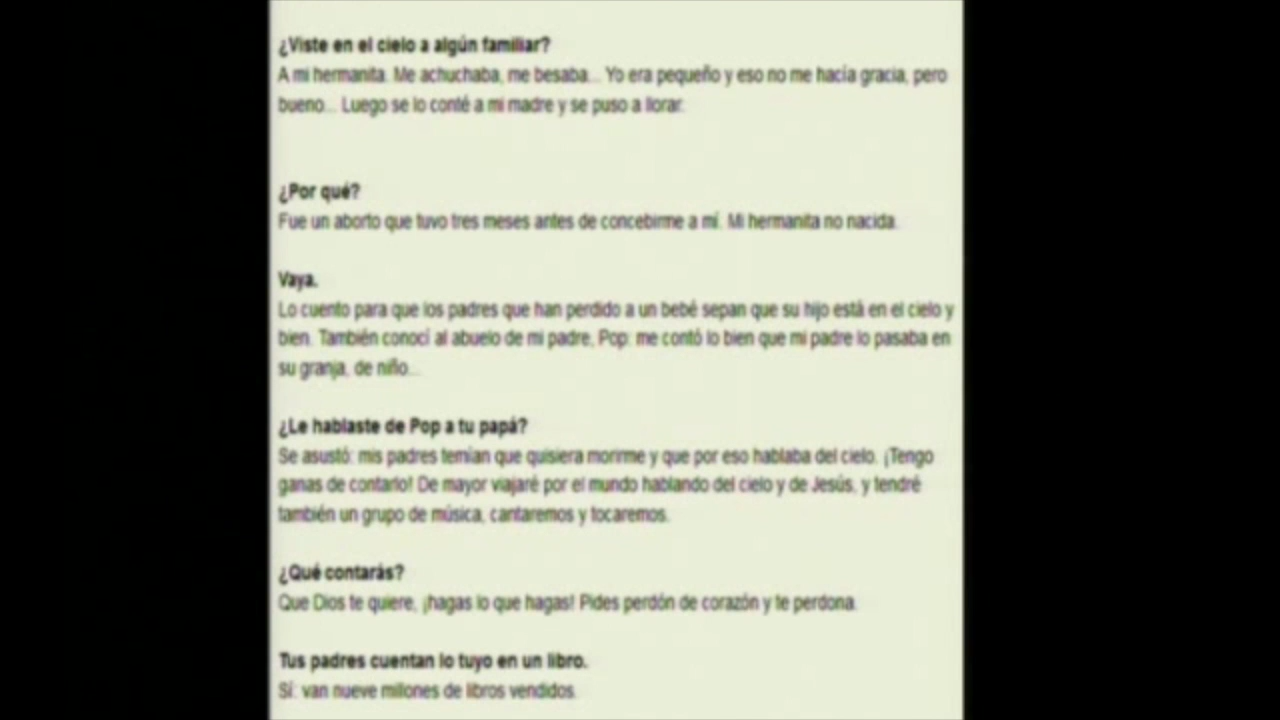 ¿Viste en el cielo a algún familiar?
A mi hermanita. Me achuchaba, me besaba... Yo era pequeño y eso no me hacía gracia, pero
bueno... Luego se lo conté a mi madre y se puso a llorar.
¿Por qué?
Fue un aborto que tuvo tres meses antes de concebirme a mí. Mi hermanita no nacida.
Vaya.
Lo cuento para que los padres que han perdido a un bebé sepan que su hijo está en el cielo y
bien. También conocí al abuelo de mi padre, Pop: me contó lo bien que mi padre lo pasaba en
su granja, de niño...
¿Le hablaste de Pop a tu papá?
Se asustó: mis padres temían que quisiera morirme y que por eso hablaba del cielo. ¡Tengo
ganas de contarlo! De mayor viajaré por el mundo hablando del cielo y de Jesús, y tendré
también un grupo de música, cantaremos y tocaremos.
¿Qué contarás?
Que Dios te quiere, ¡hagas lo que hagas! Pides perdón de corazón y te perdona.
Tus padres cuentan lo tuyo en un libro.
Sí: van nueve millones de libros vendidos.